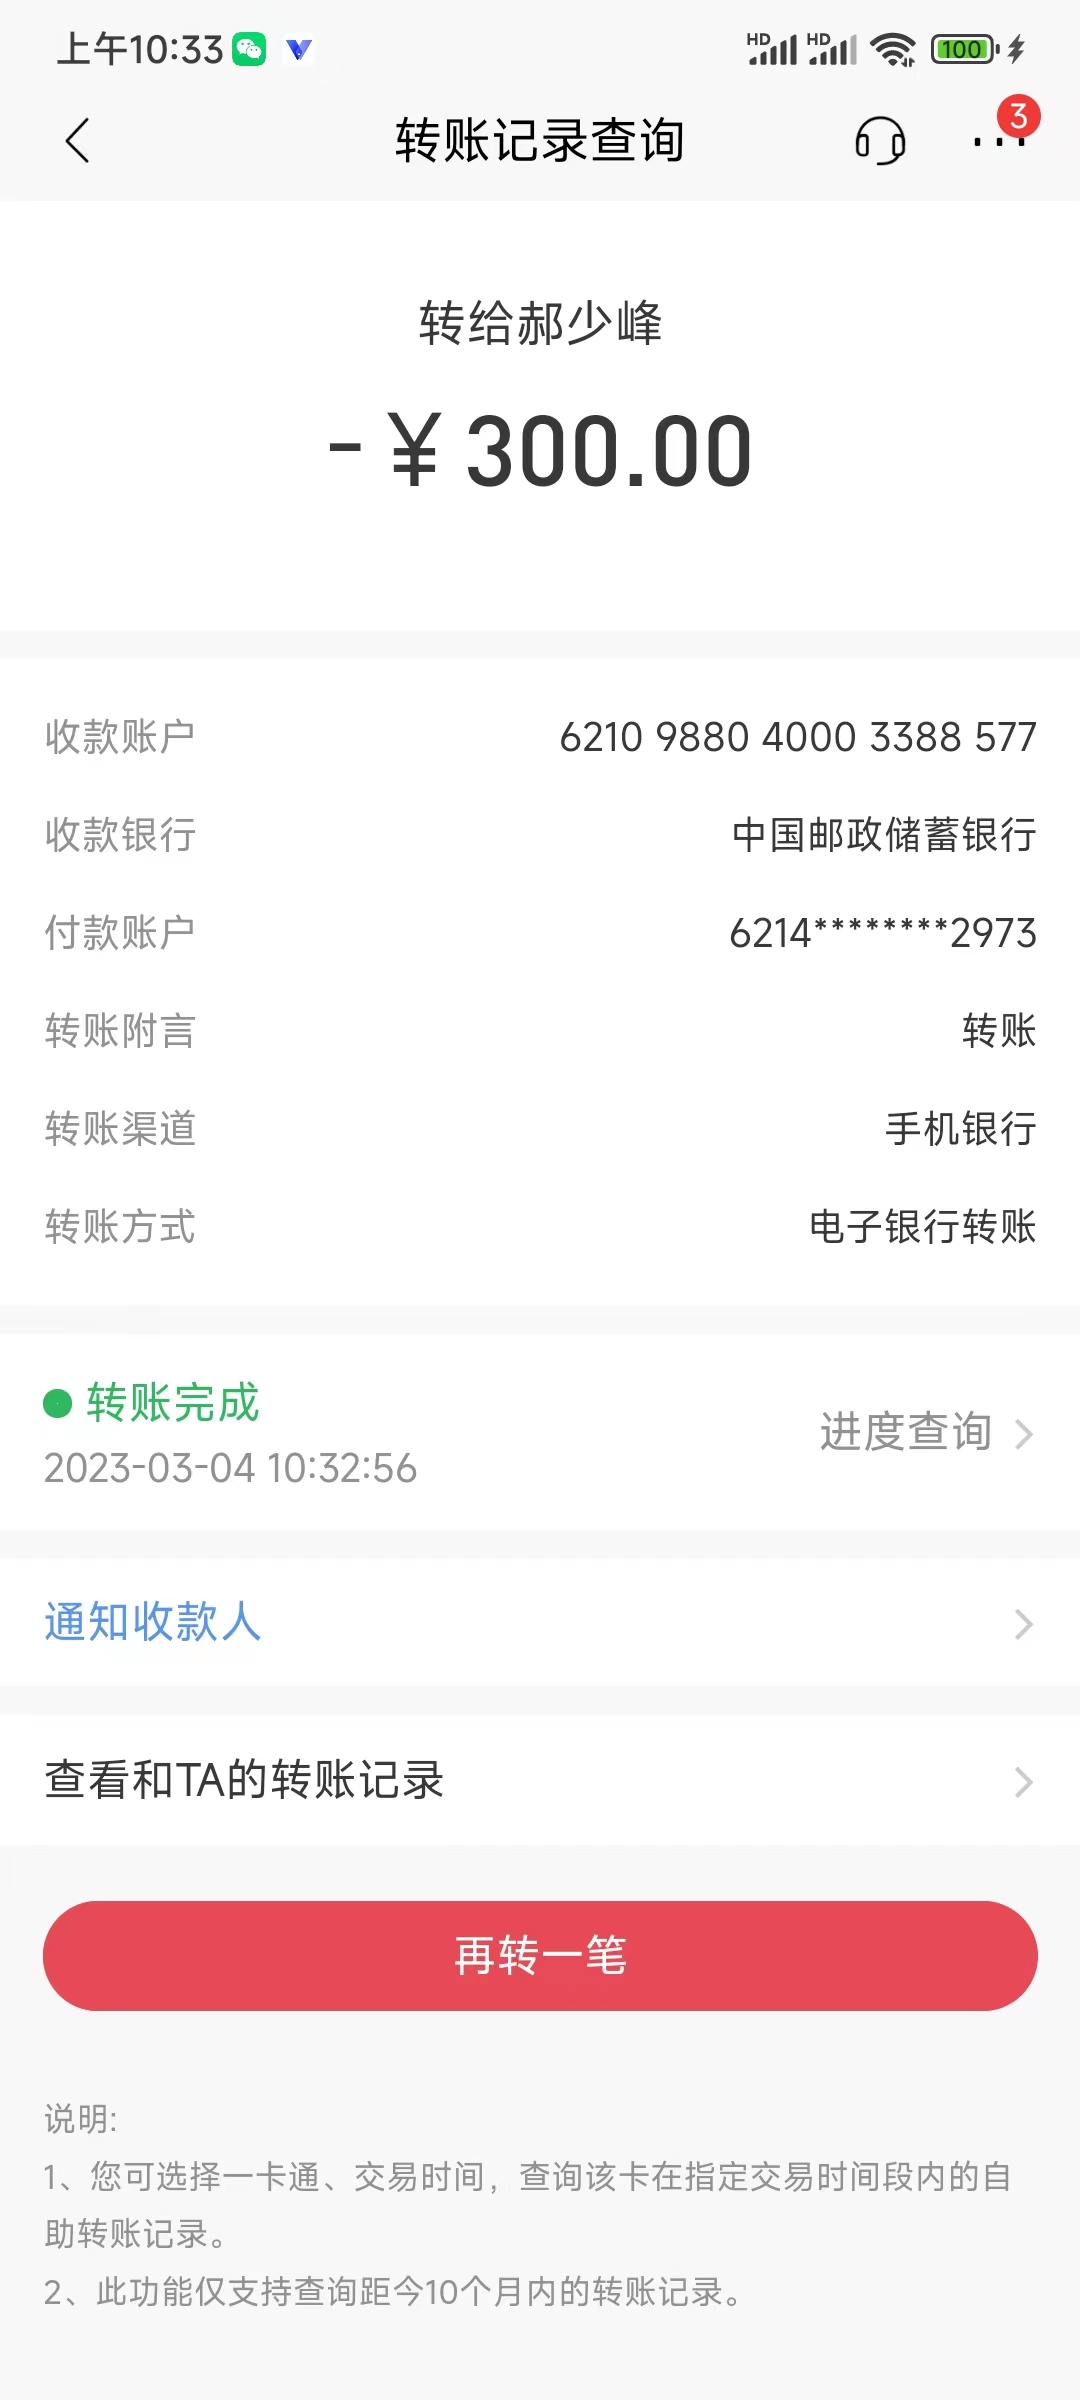 上午10:33
HD HD 100
转账记录查询
3
转给郝少峰
-￥300.00
收款账户 6210 9880 4000 3388 577
收款银行 中国邮政储蓄银行
付款账户 6214********2973
转账附言 转账
转账渠道 手机银行
转账方式 电子银行转账
转账完成
进度查询
2023-03-04 10:32:56
通知收款人
查看和TA的转账记录
再转一笔
说明:
1、您可选择一卡通、交易时间，查询该卡在指定交易时间段内的自
助转账记录。
2、此功能仅支持查询距今10个月内的转账记录。